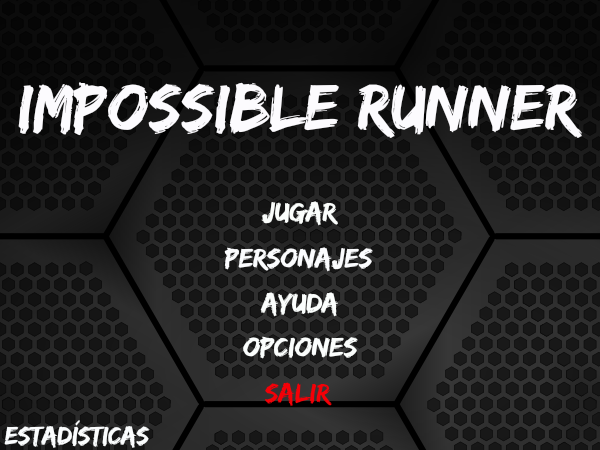 IMPOSSIBLE RUNNER
JUGAR
PERSONAJES
AYUDA
OPCIONES
SALIR
ESTADÍSTICAS